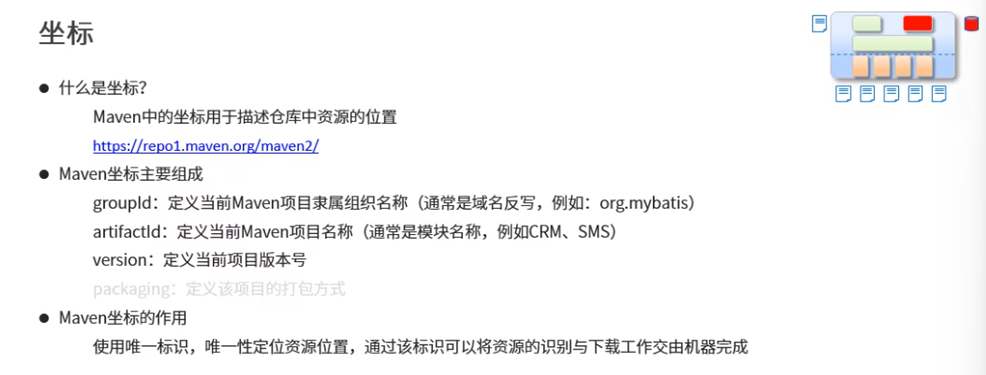 坐标
● 什么是坐标？
Maven中的坐标用于描述仓库中资源的位置
https://repo1.maven.org/maven2/
● Maven坐标主要组成
groupId：定义当前Maven项目隶属组织名称（通常是域名反写，例如：org.mybatis）
artifactId：定义当前Maven项目名称（通常是模块名称，例如CRM、SMS）
version：定义当前项目版本号
packaging：定义该项目的打包方式
● Maven坐标的作用
使用唯一标识，唯一性定位资源位置，通过该标识可以将资源的识别与下载工作交由机器完成